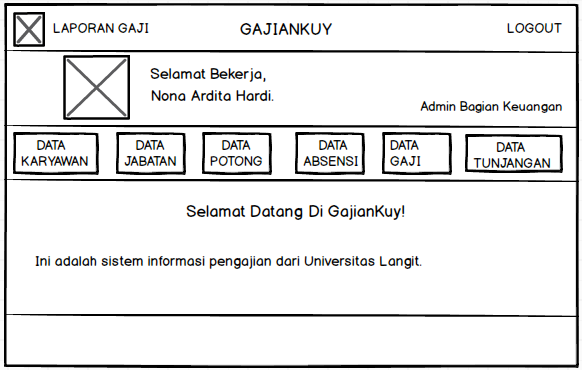 LAPORAN GAJI
GAJIANKUY
LOGOUT
Selamat Bekerja,
Nona Ardita Hardi.
Admin Bagian Keuangan
DATA
KARYAWAN
DATA
JABATAN
DATA
POTONG
DATA
ABSENSI
DATA
GAJI
DATA
TUNJANGAN
Selamat Datang Di GajianKuy!
Ini adalah sistem informasi pengajian dari Universitas Langit.